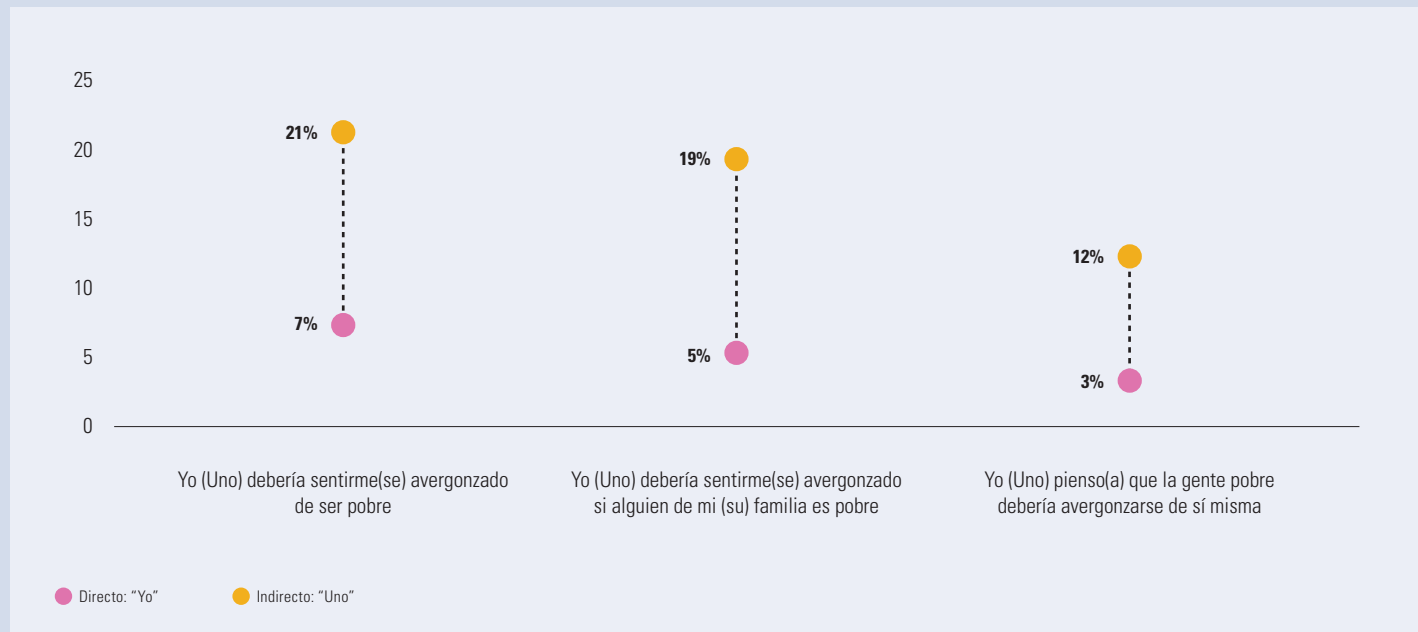 25
20
15
10
5
0
21%
7%
19%
5%
12%
3%
Yo (Uno) debería sentirme(se) avergonzado
de ser pobre
Yo (Uno) debería sentirme(se) avergonzado
si alguien de mi (su) familia es pobre
Yo (Uno) pienso(a) que la gente pobre
debería avergonzarse de sí misma
Directo: “Yo”
Indirecto: “Uno”